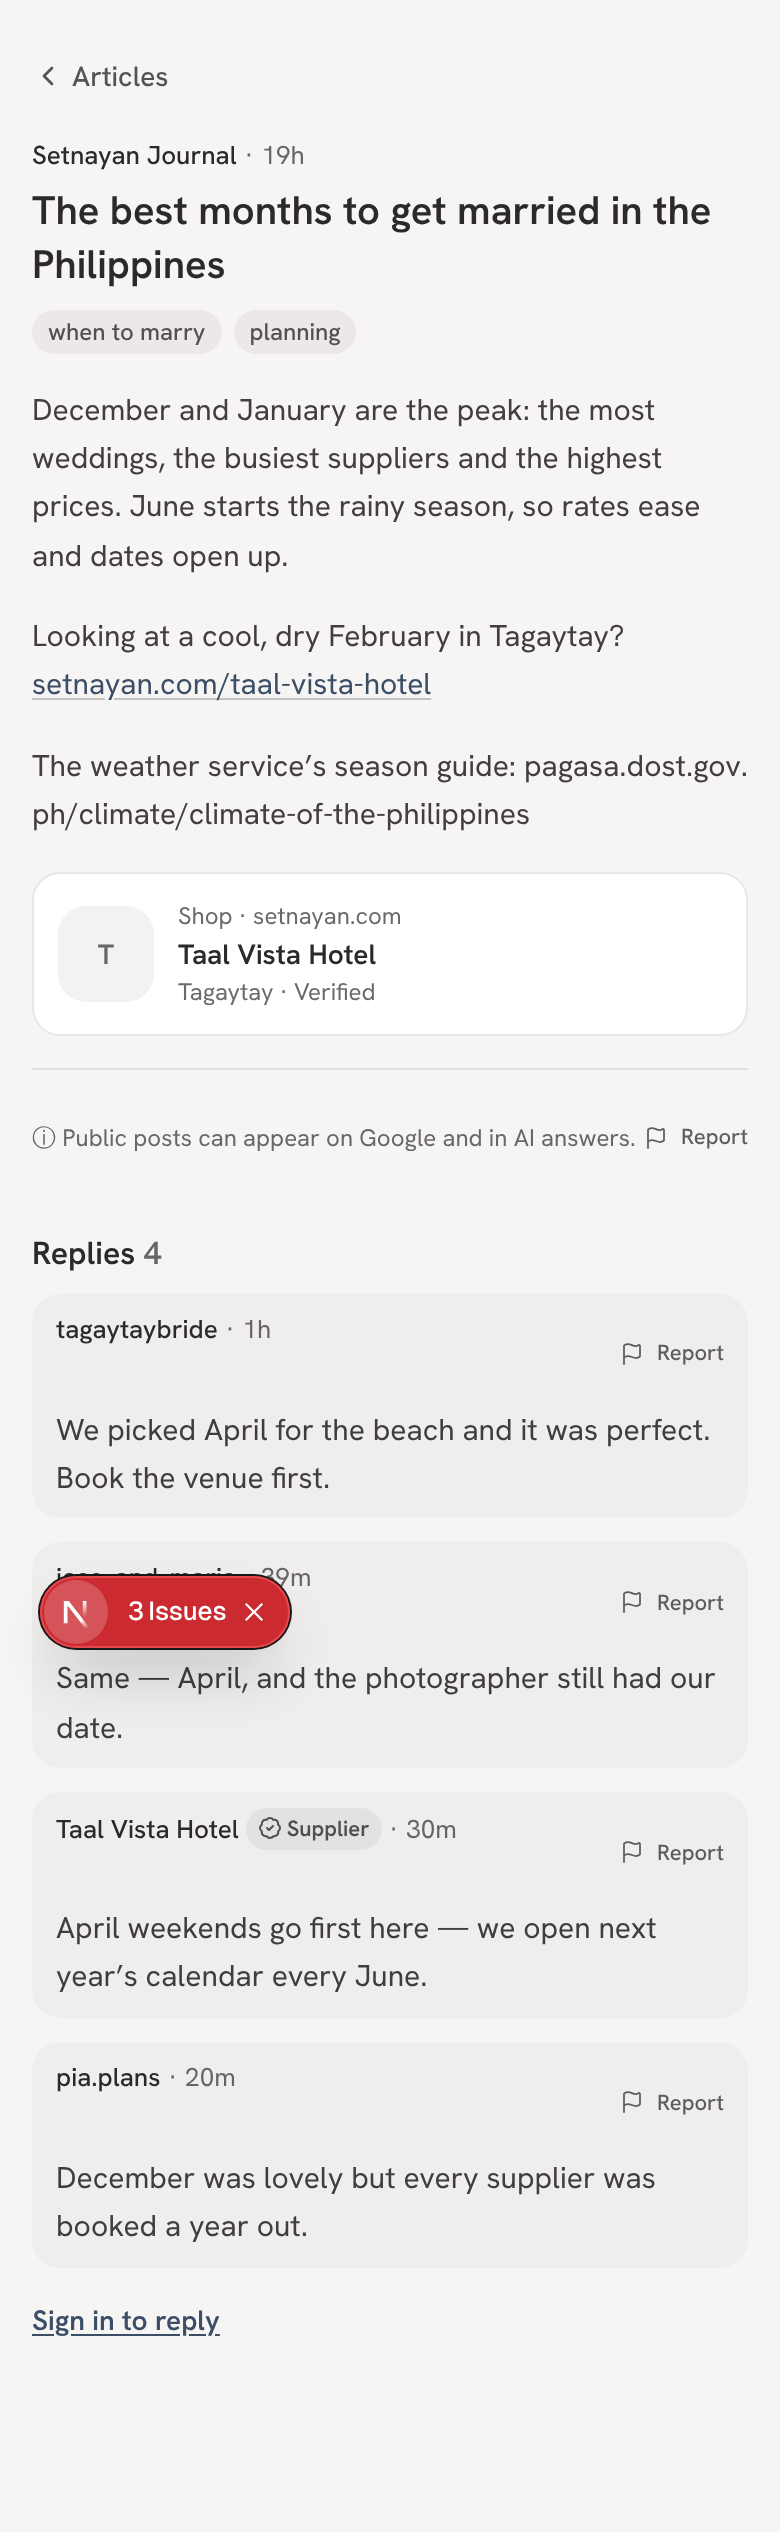 Articles
Setnayan Journal · 19h
The best months to get married in the
Philippines
when to marry
planning
December and January are the peak: the most
weddings, the busiest suppliers and the highest
prices. June starts the rainy season, so rates ease
and dates open up.
Looking at a cool, dry February in Tagaytay?
setnayan.com/taal-vista-hotel
The weather service’s season guide: pagasa.dost.gov.
ph/climate/climate-of-the-philippines
T
Shop · setnayan.com
Taal Vista Hotel
Tagaytay · Verified
Public posts can appear on Google and in AI answers.
Report
Replies 4
tagaytaybride · 1h
Report
We picked April for the beach and it was perfect.
Book the venue first.
39m
Report
N 3 Issues
Same — April, and the photographer still had our
date.
Taal Vista Hotel Supplier · 30m
Report
April weekends go first here — we open next
year’s calendar every June.
pia.plans · 20m
Report
December was lovely but every supplier was
booked a year out.
Sign in to reply